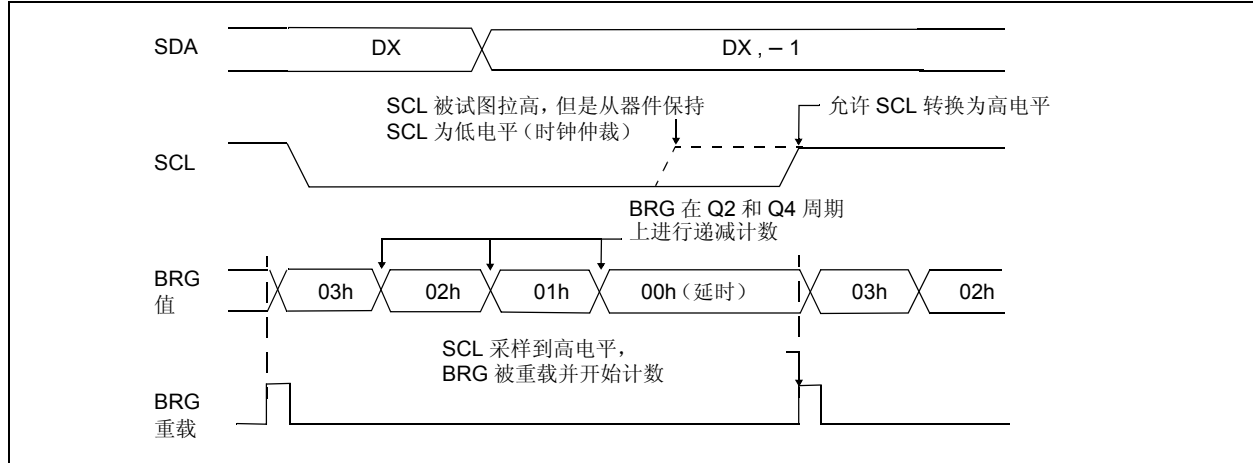 SDA
DX
DX , – 1
SCL 被试图拉高，但是从器件保持
SCL 为低电平（时钟仲裁）
允许 SCL 转换为高电平
SCL
BRG 在 Q2 和 Q4 周期
上进行递减计数
BRG
值
03h
02h
01h
00h（延时）
03h
02h
SCL 采样到高电平，
BRG 被重载并开始计数
BRG
重载